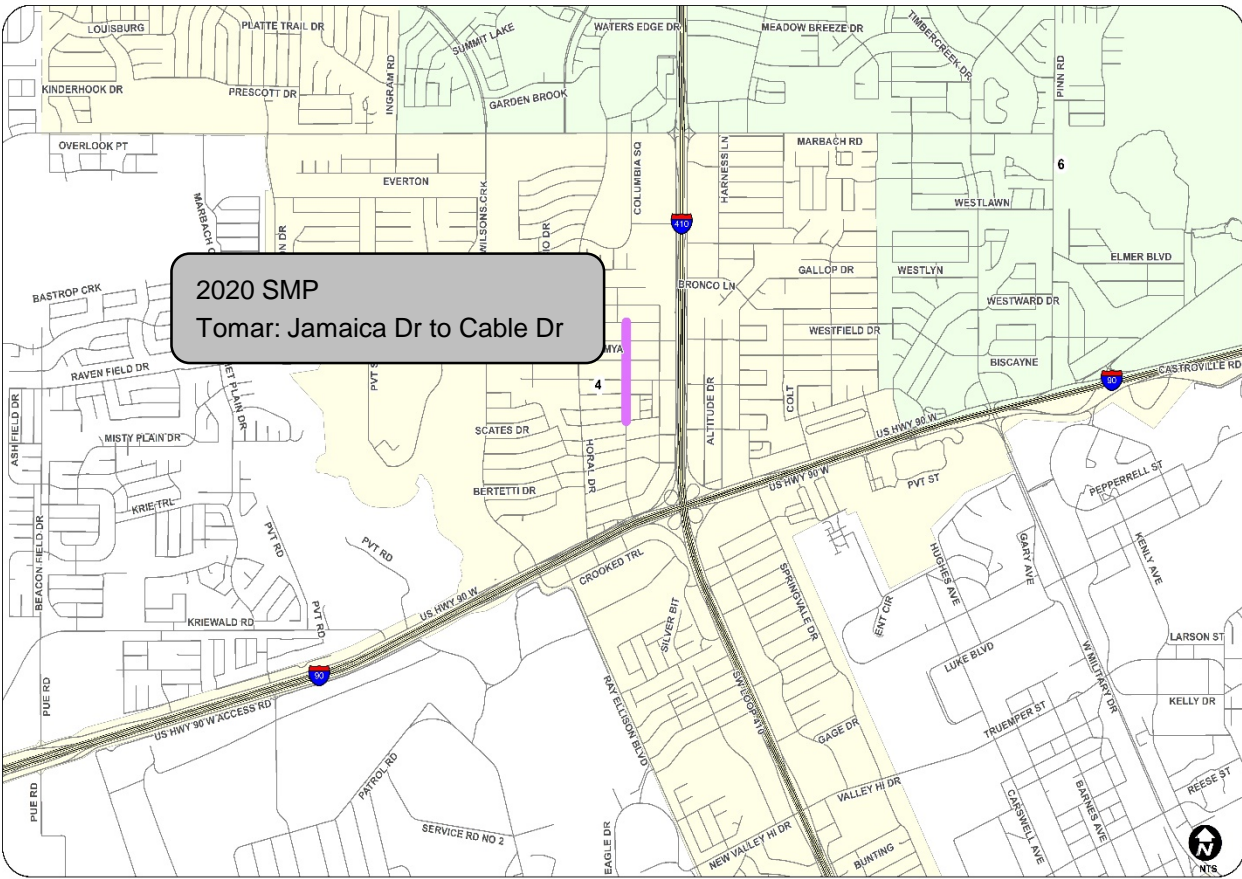 LOUISBURG
PLATTE TRAIL DR
SUMMIT LAKE
WATERS EDGE DR
MEADOW BREEZE DR
TIMBERCREEK DR
KINDERHOOK DR
PRESCOTT DR
INGRAM RD
GARDEN BROOK
PINN RD
OVERLOOK PT
EVERTON
COLUMBIA SQ
HARNESS LN
MARBACH RD
6
MARBACH
WILSONS CRK
410
WESTLAWN
N DR
IO DR
GALLOP DR
WESTLYN
ELMER BLVD
2020 SMP
Tomar: Jamaica Dr to Cable Dr
BRONCO LN
BASTROP CRK
WESTWARD DR
WESTFIELD DR
MYA
BISCAYNE
CASTROVILLE RD
RAVEN FIELD DR
ET PLAIN DR
PVT S
4
90
ASHFIELD DR
ALTITUDE DR
COLT
US HWY 90 W
MISTY PLAIN DR
SCATES DR
HORAL DR
BERTETTI DR
US HWY 90 W
PVT ST
PEPPERRELL ST
KRIE TRL
PVT RD
PVT RD
BEACON FIELD DR
CROOKED TRL
HUGHES AVE
GARY AVE
KENLY AVE
SPRINGVALE DR
ENT CIR
US HWY 90 W
KRIEWALD RD
PVT RD
SILVER BIT
LUKE BLVD
W MILITARY DR
LARSON ST
90
PUE RD
RAY ELLISON BLVD
SW LOOP 410
KELLY DR
US HWY 90 W ACCESS RD
GAGE DR
TRUEMPER ST
PATROL RD
VALLEY HI DR
REESE ST
PUE RD
SERVICE RD NO 2
EAGLE DR
NEW VALLEY HI DR
BUNTING
CARSWELL AVE
BARNES AVE
N
NTS